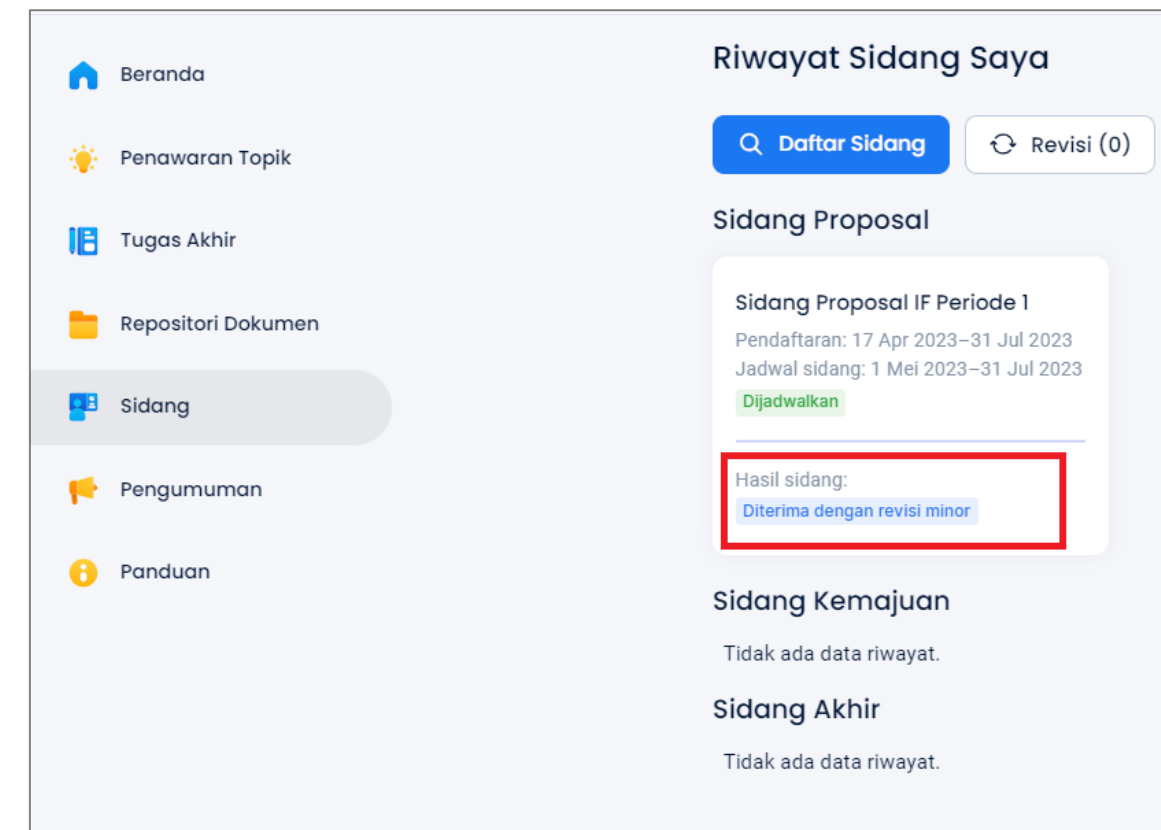 Beranda
Penawaran Topik
Tugas Akhir
Repositori Dokumen
Sidang
Pengumuman
Panduan
Riwayat Sidang Saya
Daftar Sidang
Revisi (0)
Sidang Proposal
Sidang Proposal IF Periode 1
Pendaftaran: 17 Apr 2023–31 Jul 2023
Jadwal sidang: 1 Mei 2023–31 Jul 2023
Dijadwalkan
Hasil sidang:
Diterima dengan revisi minor
Sidang Kemajuan
Tidak ada data riwayat.
Sidang Akhir
Tidak ada data riwayat.